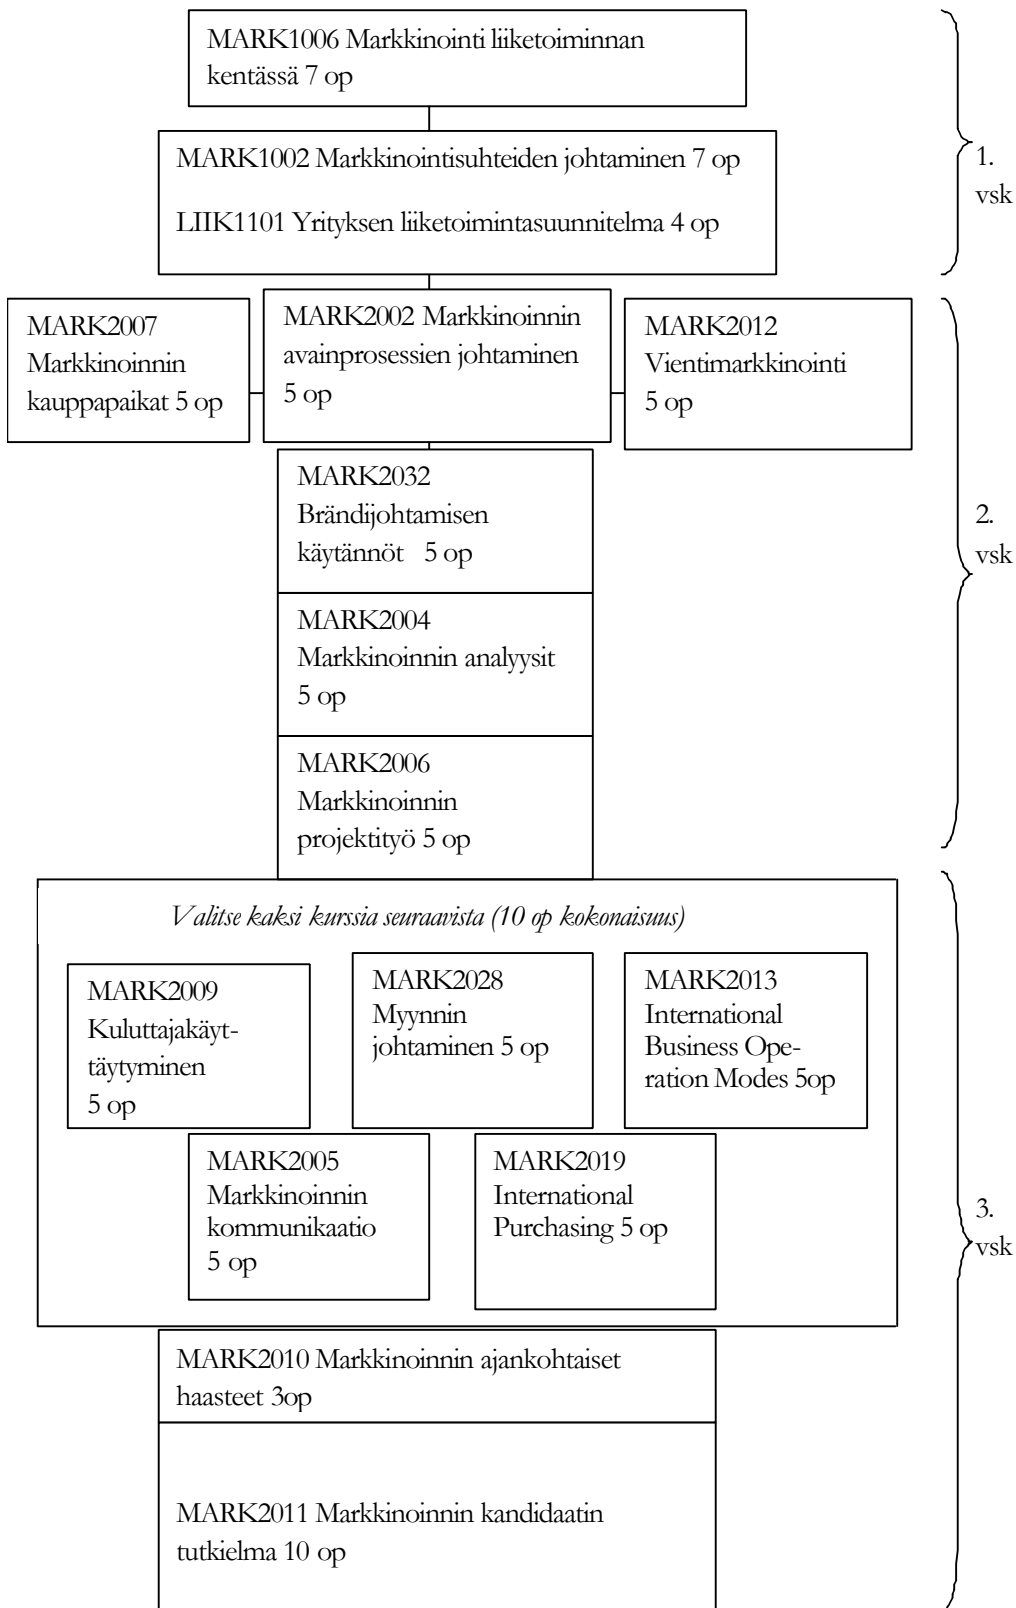 MARK1006 Markkinointi liiketoiminnan
kentässä 7 op
MARK1002 Markkinointisuhteiden johtaminen 7 op
LIIK1101 Yrityksen liiketoimintasuunnitelma 4 op
1.
vsk
MARK2007
Markkinoinnin
kauppapaikat 5 op
MARK2002 Markkinoinnin
avainprosessien johtaminen
5 op
MARK2012
Vientimarkkinointi
5 op
MARK2032
Brändijohtamisen
käytännöt 5 op
MARK2004
Markkinoinnin analyysit
5 op
MARK2006
Markkinoinnin
projektityö 5 op
2.
vsk
Valitse kaksi kurssia seuraavista (10 op kokonaisuus)
MARK2009
Kuluttajakäyt-
täytyminen
5 op
MARK2028
Myynnin
johtaminen 5 op
MARK2013
International
Business Ope-
ration Modes 5op
MARK2005
Markkinoinnin
kommunikaatio
5 op
MARK2019
International
Purchasing 5 op
MARK2010 Markkinoinnin ajankohtaiset
haasteet 3op
MARK2011 Markkinoinnin kandidaatin
tutkielma 10 op
3.
vsk